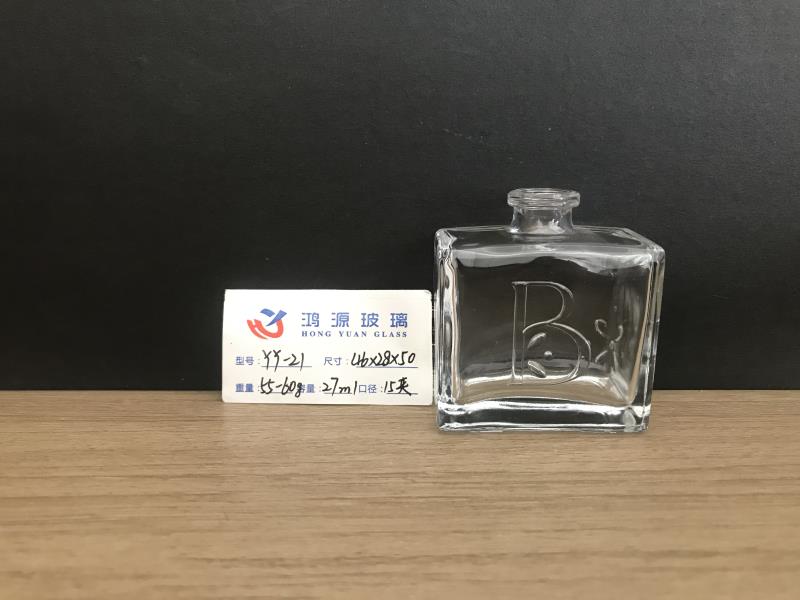 鸿源玻璃
HONG YUAN GLASS
型号：YY-21 尺寸：46x28x50
重量：55-60g 容量：27ml 口径：15夹
B